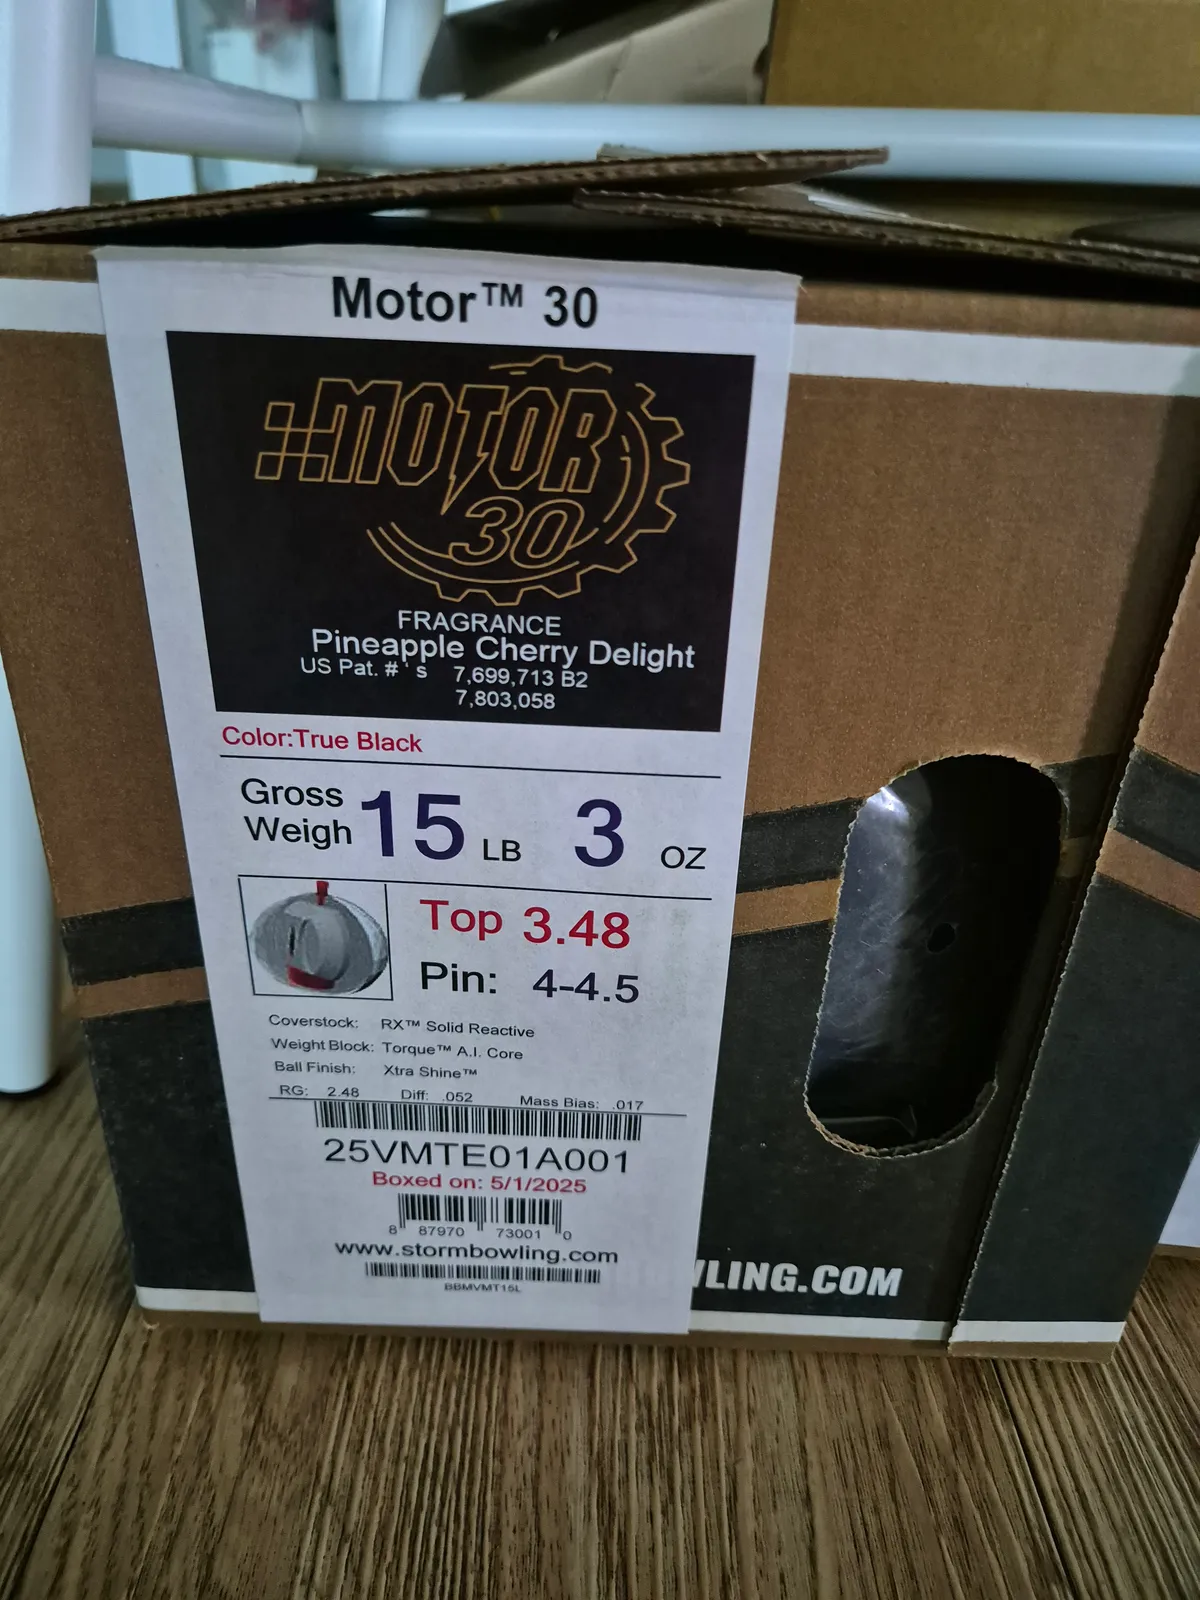 Motor™ 30
MOTOR
30
FRAGRANCE
Pineapple Cherry Delight
US Pat. #'s 7,699,713 B2
7,803,058
Color:True Black
Gross
Weigh 15 LB 3 OZ
Top 3.48
Pin: 4-4.5
Coverstock: RX™ Solid Reactive
Weight Block: Torque™ A.I. Core
Ball Finish: Xtra Shine™
RG: 2.48 Diff: .052 Mass Bias: .017
25VMTE01A001
Boxed on: 5/1/2025
8 87970 73001 0
www.stormbowling.com
BBMVMT15L
LING.COM